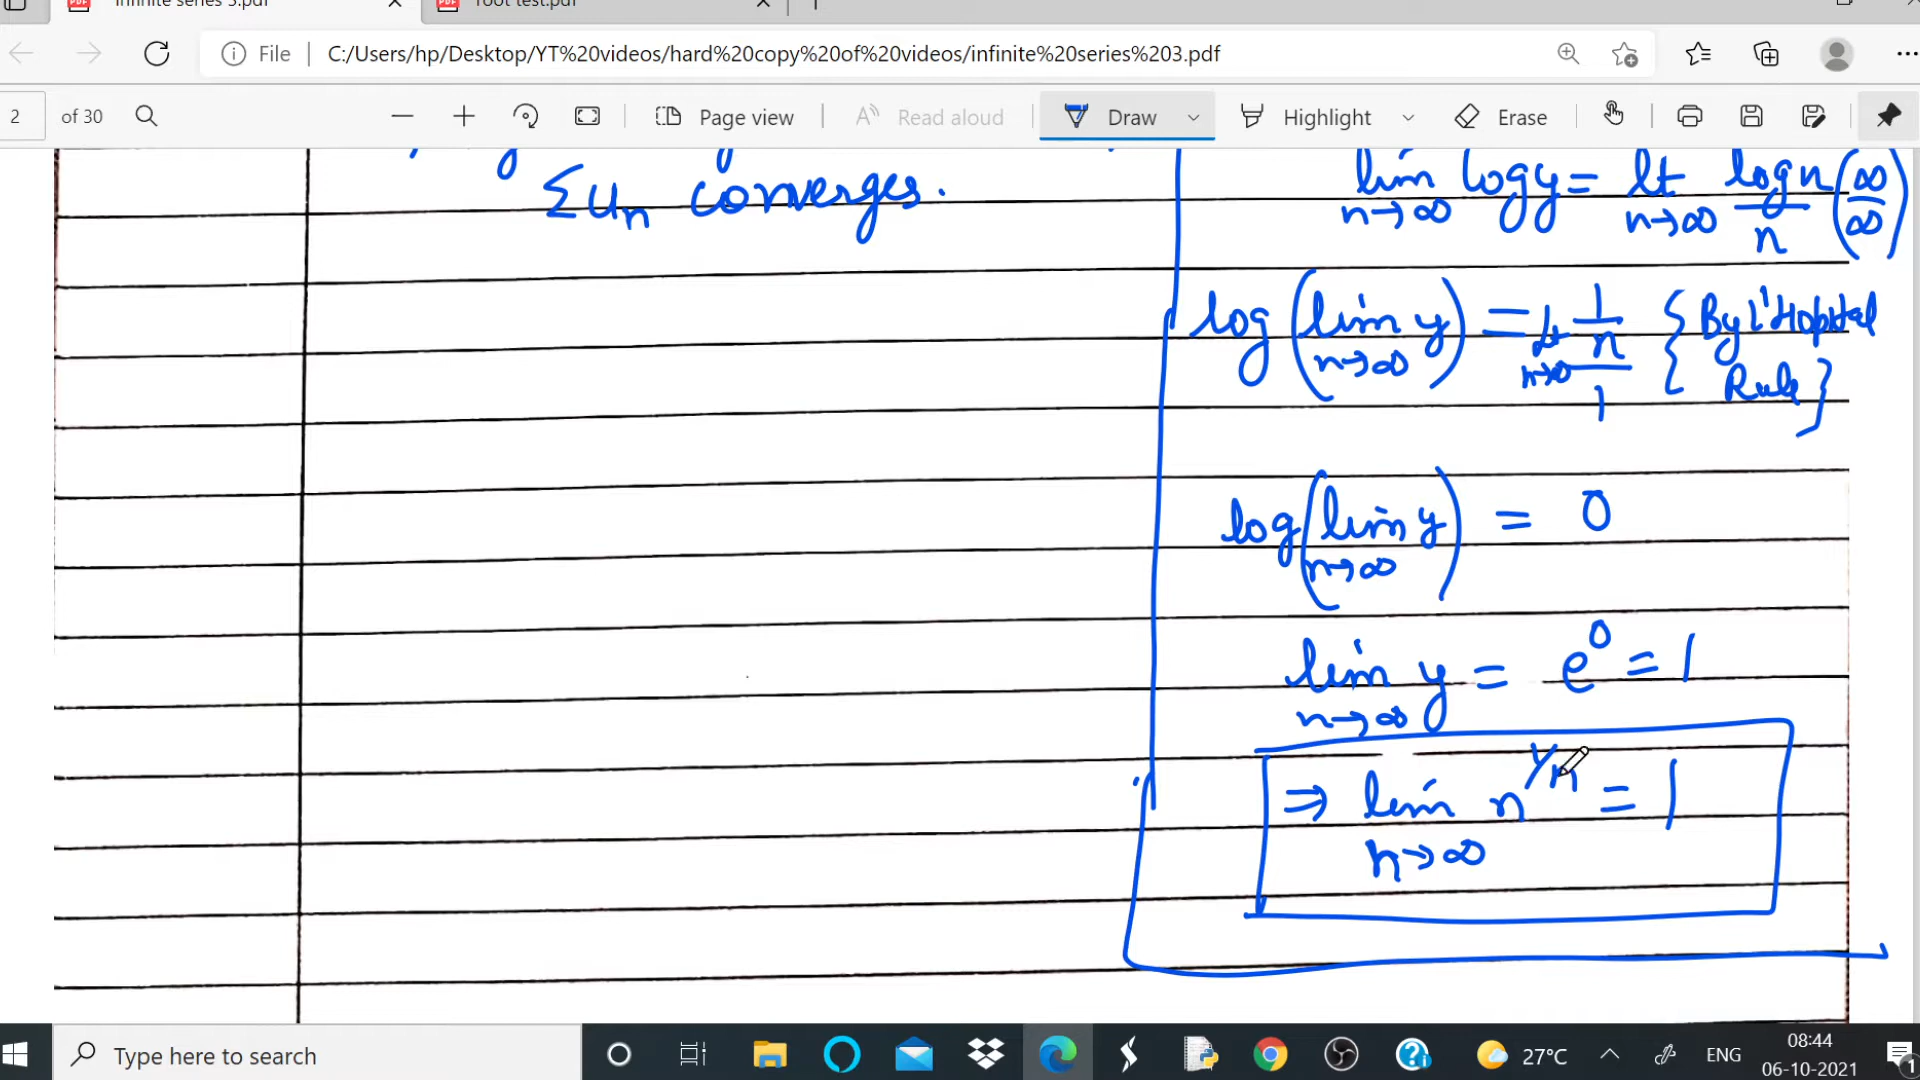 infinite series 3.pdf
root test.pdf
File
C:/Users/hp/Desktop/YT%20videos/hard%20copy%20of%20videos/infinite%20series%203.pdf
2 of 30
Page view
Read aloud
Draw
Highlight
Erase
Σun converges.
lim n→∞ log y = lt n→∞ log n / n (∞/∞)
log (lim n→∞ y) = lt n→∞ (1/n)/1 {By L'Hopital
Rule}
log (lim n→∞ y) = 0
lim n→∞ y = e⁰ = 1
⇒ lim n→∞ n^{1/n} = 1
Type here to search
27°C
ENG
08:44
06-10-2021
1